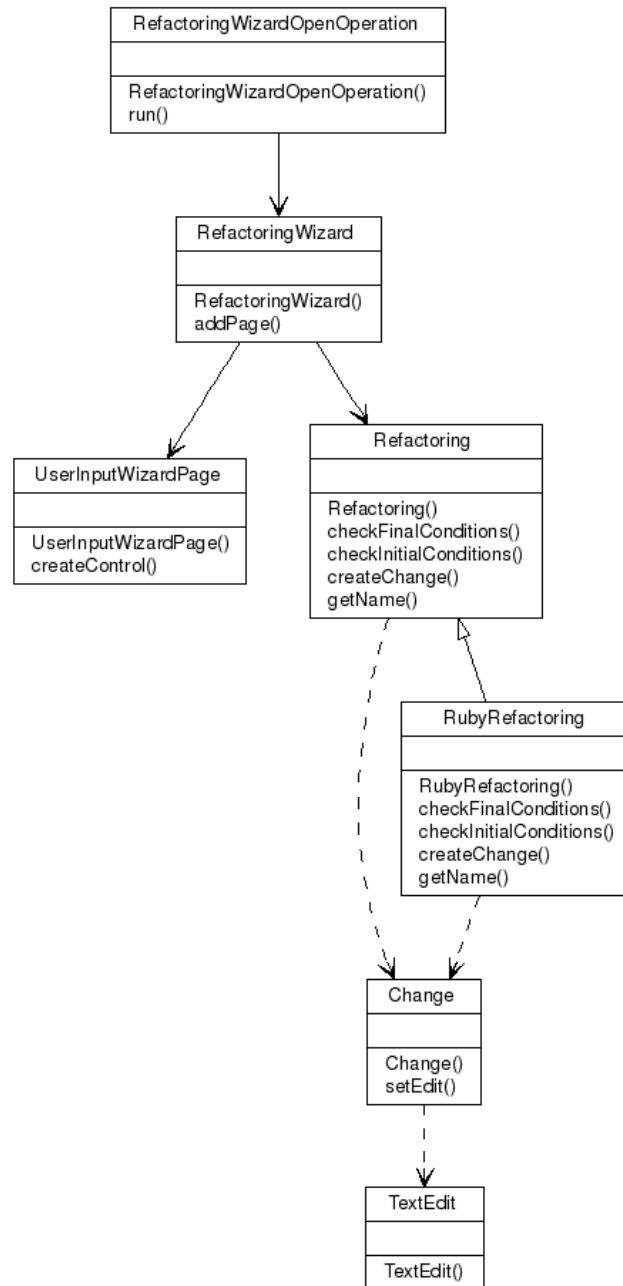 RefactoringWizardOpenOperation
RefactoringWizardOpenOperation()
run()
RefactoringWizard
RefactoringWizard()
addPage()
UserInputWizardPage
UserInputWizardPage()
createControl()
Refactoring
Refactoring()
checkFinalConditions()
checkInitialConditions()
createChange()
getName()
RubyRefactoring
RubyRefactoring()
checkFinalConditions()
checkInitialConditions()
createChange()
getName()
Change
Change()
setEdit()
TextEdit
TextEdit()